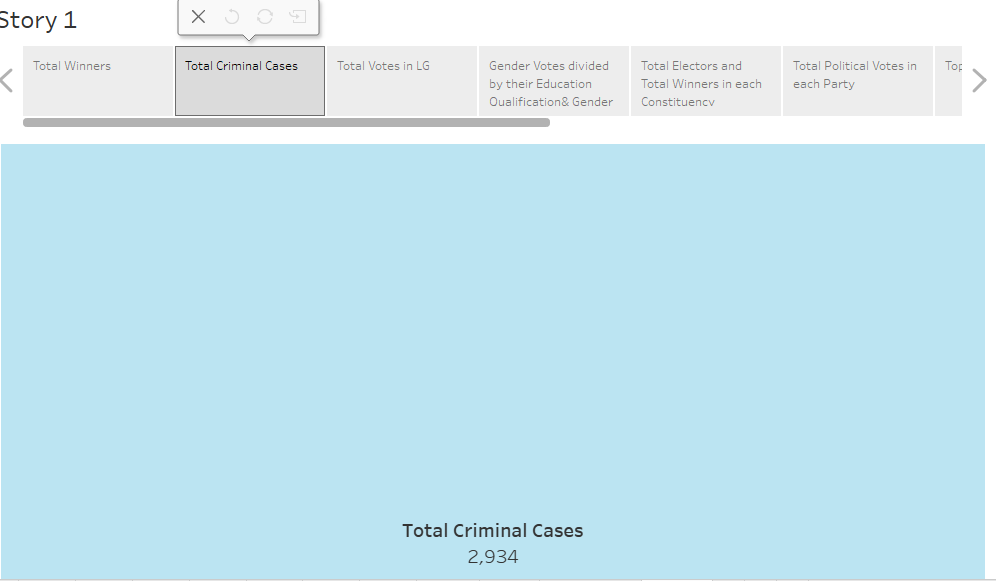 Story 1
Total Winners
Total Criminal Cases
Total Votes in LG
Gender Votes divided
by their Education
Qualification& Gender
Total Electors and
Total Winners in each
Constituency
Total Political Votes in
each Party
Total Criminal Cases
2,934